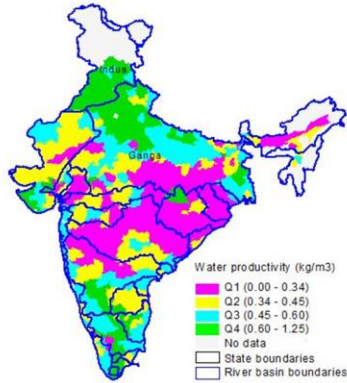 Indus
Ganga
Water productivity (kg/m3)
Q1 (0.00 - 0.34)
Q2 (0.34 - 0.45)
Q3 (0.45 - 0.60)
Q4 (0.60 - 1.25)
No data
State boundaries
River basin boundaries